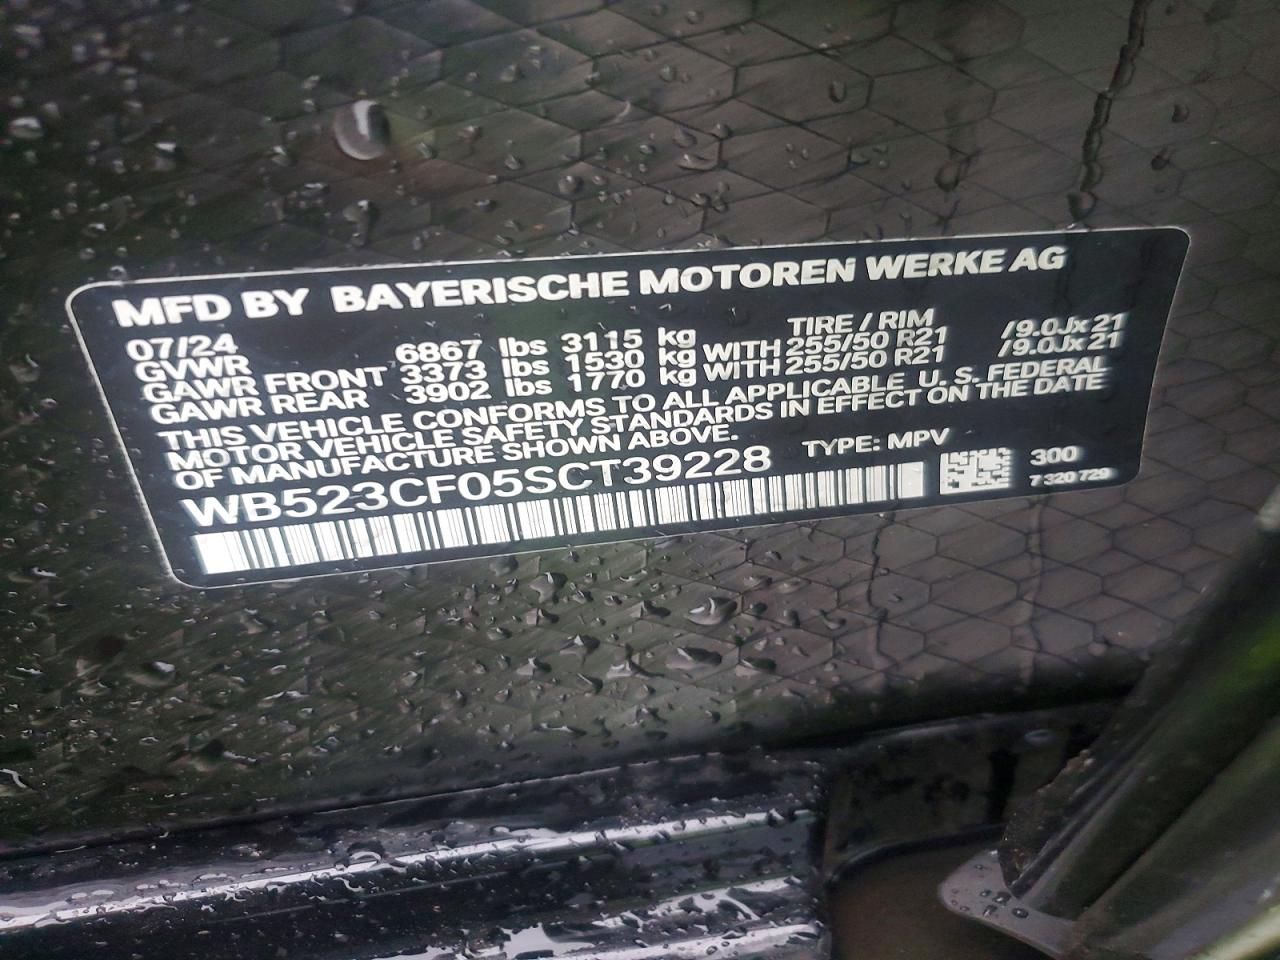 MFD BY BAYERISCHE MOTOREN WERKE AG
07/24 TIRE / RIM
GVWR 6867 lbs 3115 kg
GAWR FRONT 3373 lbs 1530 kg WITH 255/50 R21 /9.0Jx21
GAWR REAR 3902 lbs 1770 kg WITH 255/50 R21 /9.0Jx21
THIS VEHICLE CONFORMS TO ALL APPLICABLE U. S. FEDERAL
MOTOR VEHICLE SAFETY STANDARDS IN EFFECT ON THE DATE
OF MANUFACTURE SHOWN ABOVE.
WB523CF05SCT39228 TYPE: MPV 300
7 320 729